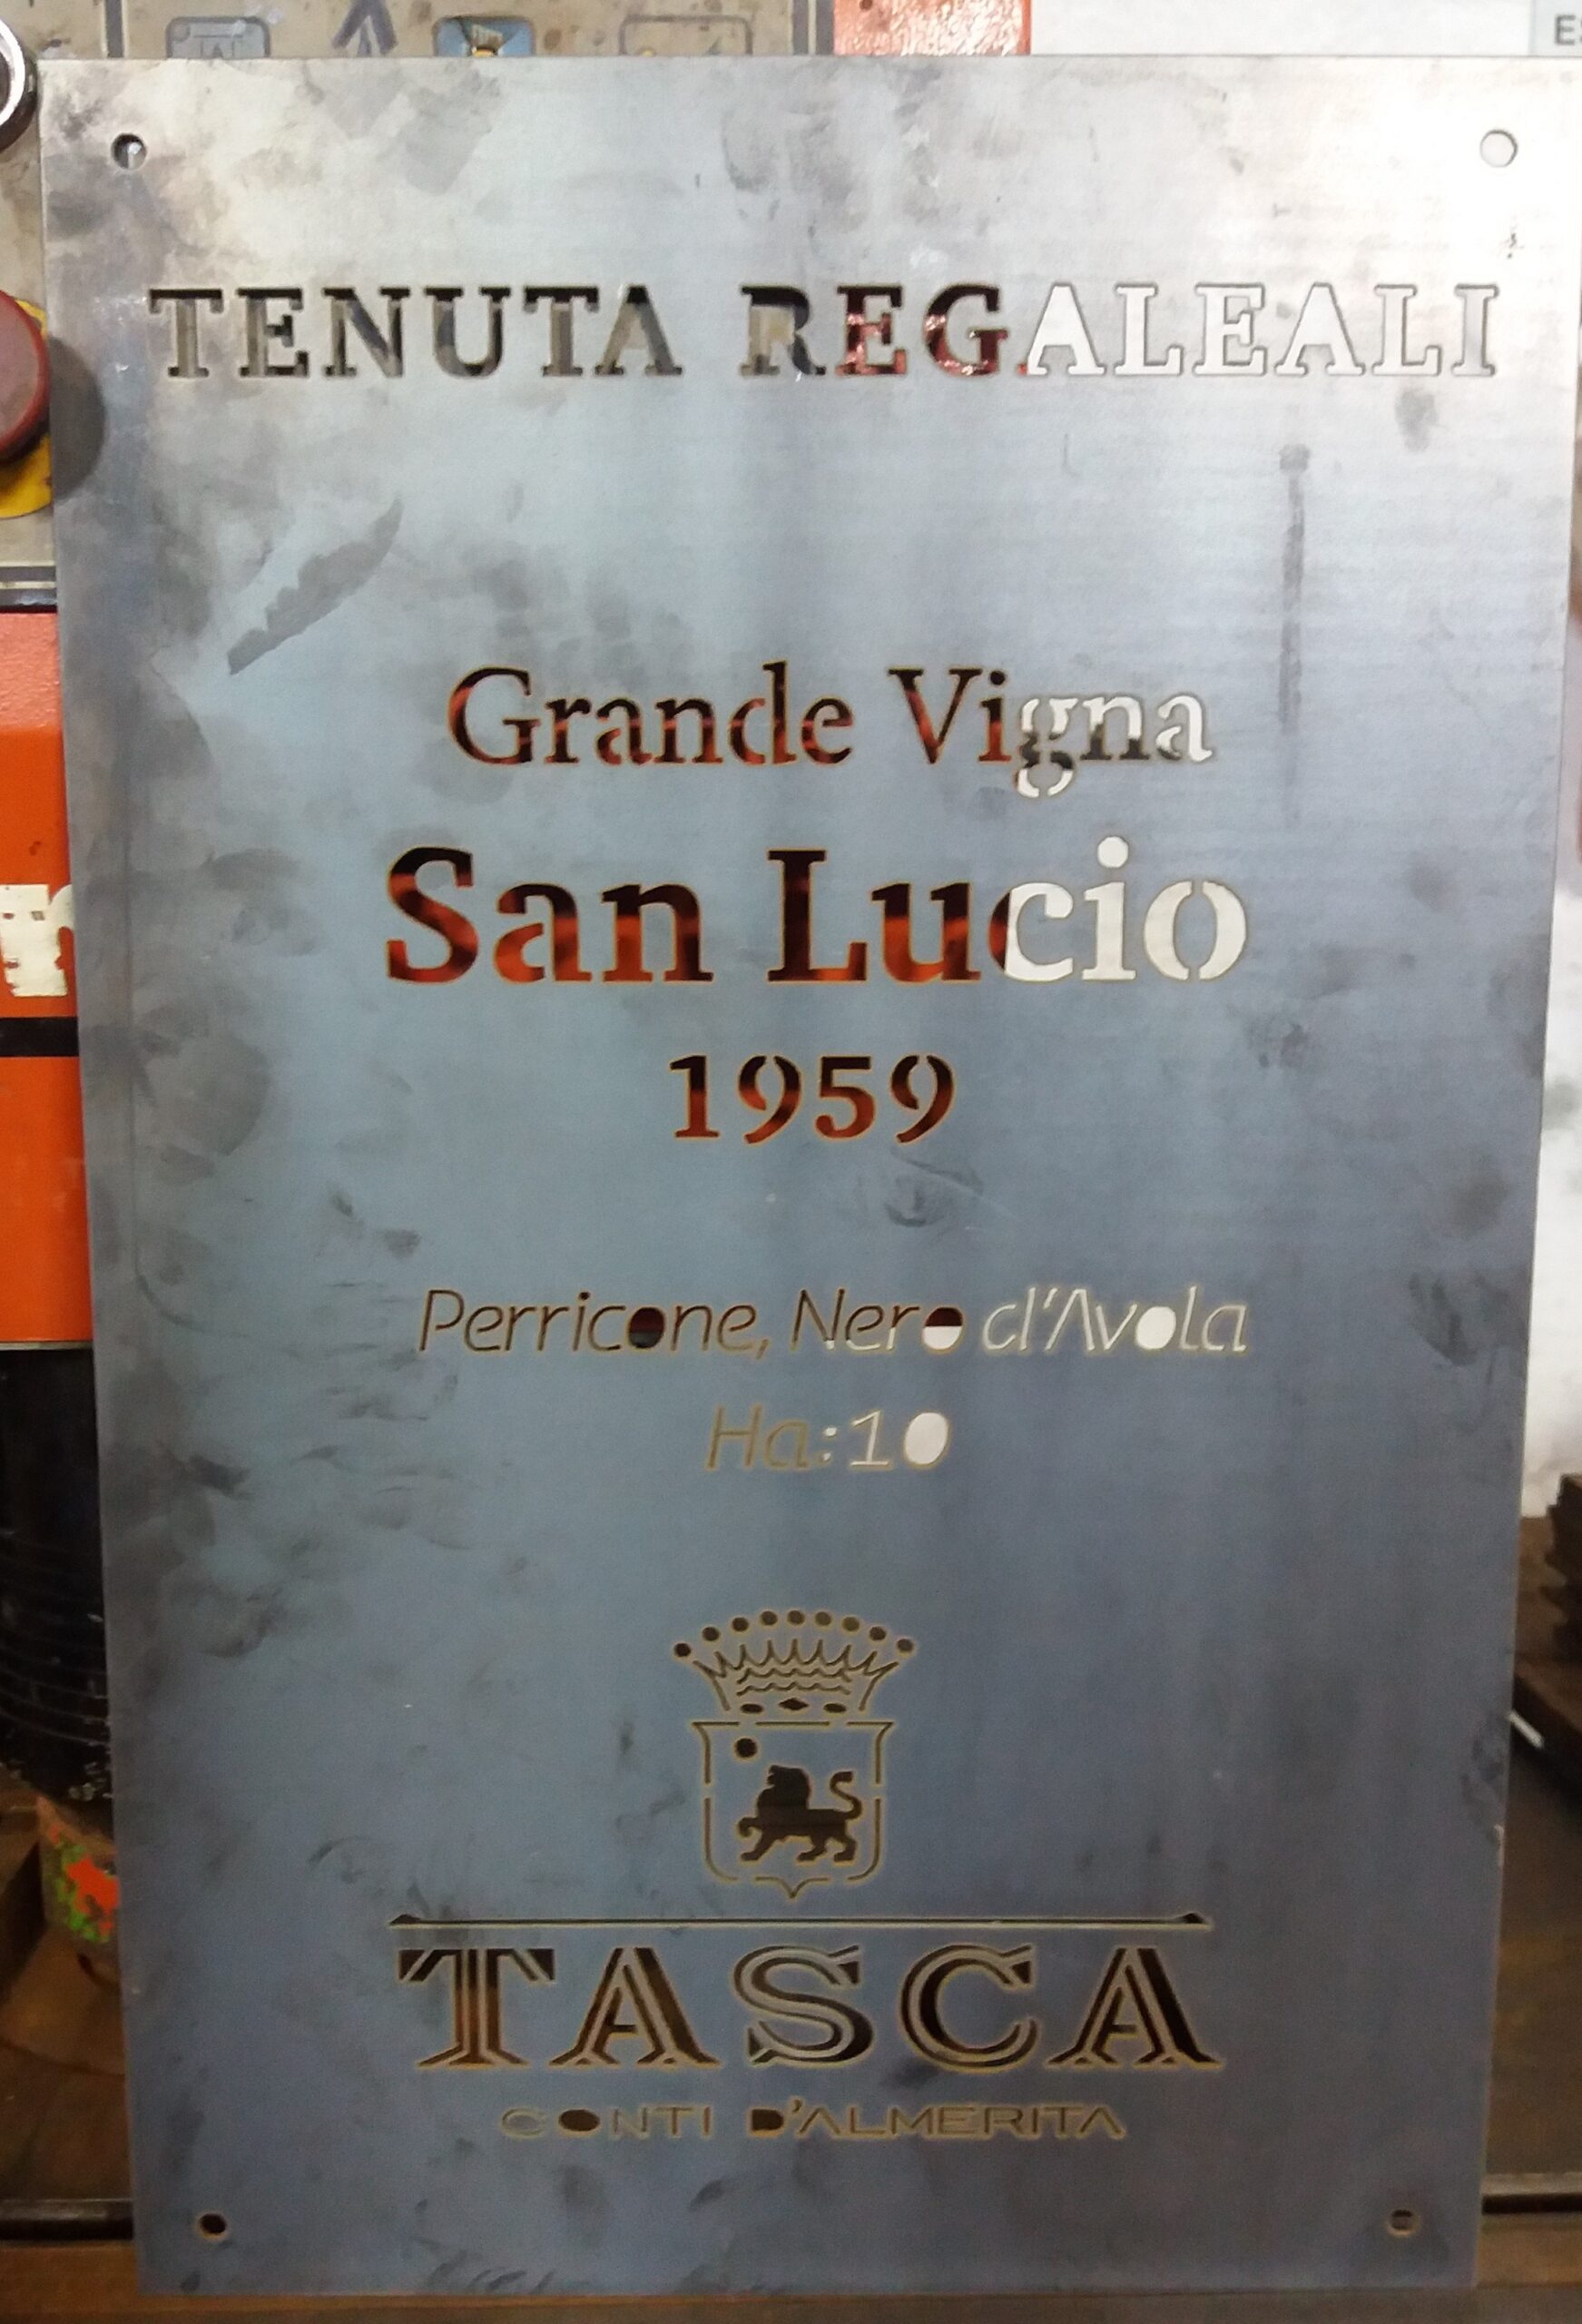 TENUTA REGALEALI
Grande Vigna
San Lucio
1959
Perricone, Nero d'Avola
Ha:10
TASCA
CONTI D'ALMERITA